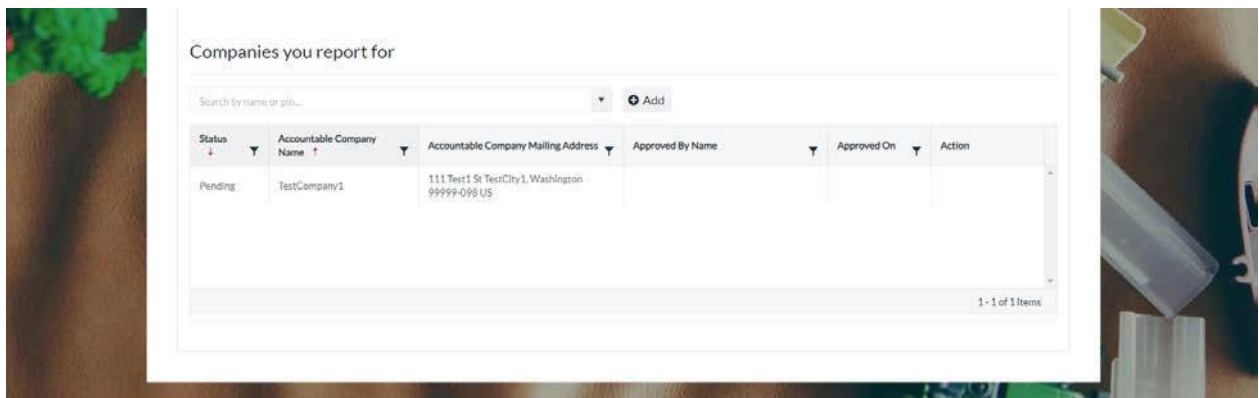 Companies you report for
Search by name or pin...
Add
Status
Accountable Company
Name
Accountable Company Mailing Address
Approved By Name
Approved On
Action
Pending
TestCompany1
111 Test1 St TestCity1, Washington
99999-098 US
1 - 1 of 1 items